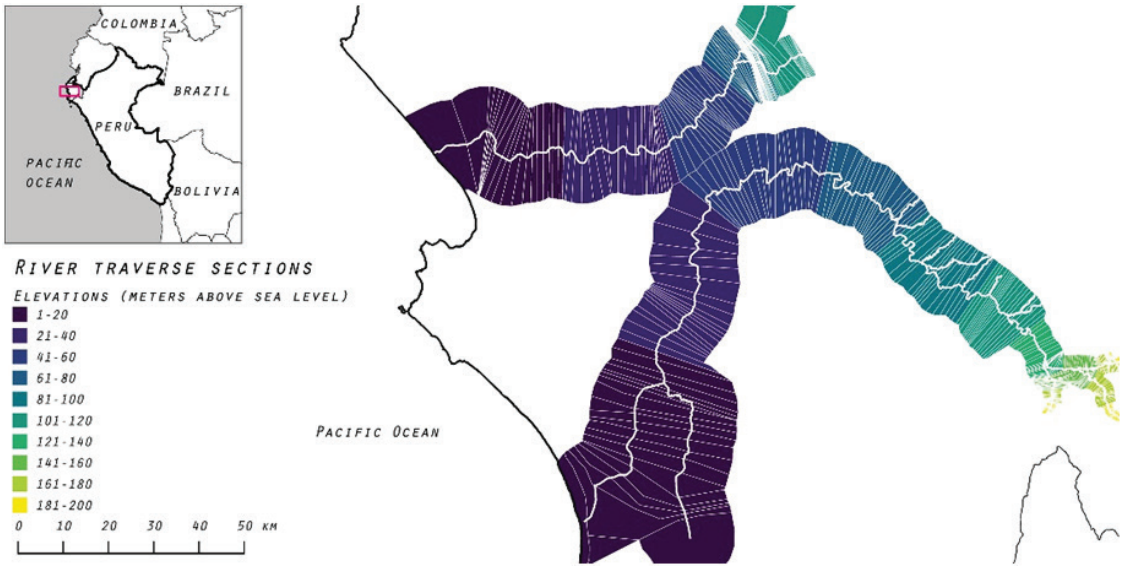 COLOMBIA
BRAZIL
PERU
PACIFIC
OCEAN
BOLIVIA
RIVER TRAVERSE SECTIONS
ELEVATIONS (METERS ABOVE SEA LEVEL)
1-20
21-40
41-60
61-80
81-100
101-120
121-140
141-160
161-180
181-200
0 10 20 30 40 50 KM
PACIFIC OCEAN